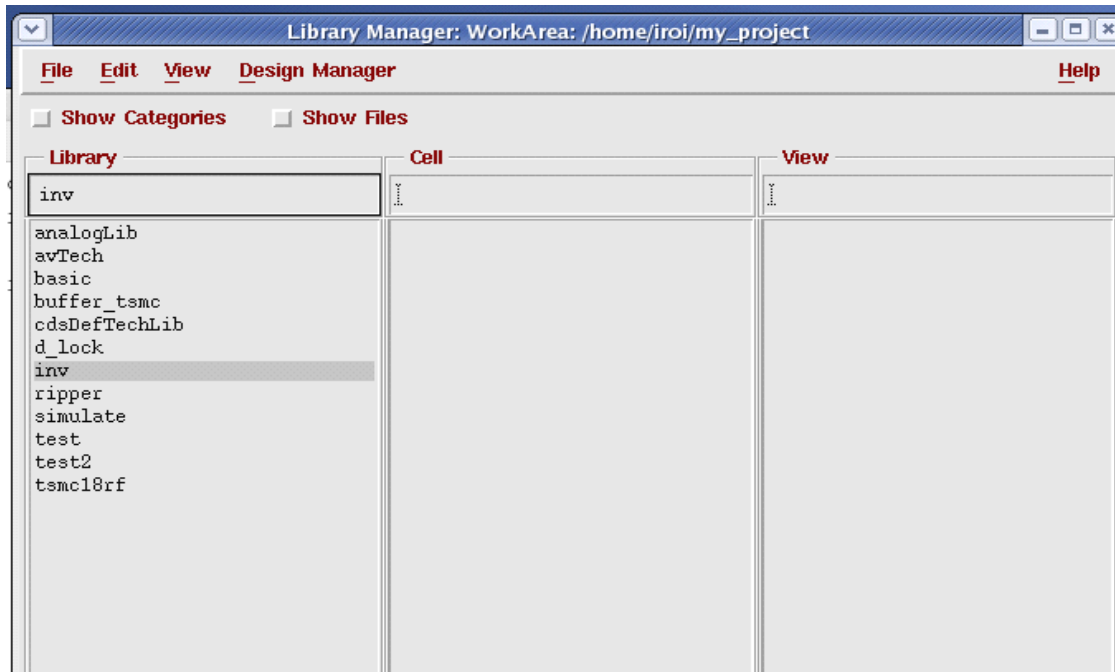 Library Manager: WorkArea: /home/iroi/my_project
File Edit View Design Manager Help
Show Categories Show Files
Library Cell View
inv
analogLib
avTech
basic
buffer_tsmc
cdsDefTechLib
d_lock
inv
ripper
simulate
test
test2
tsmc18rf